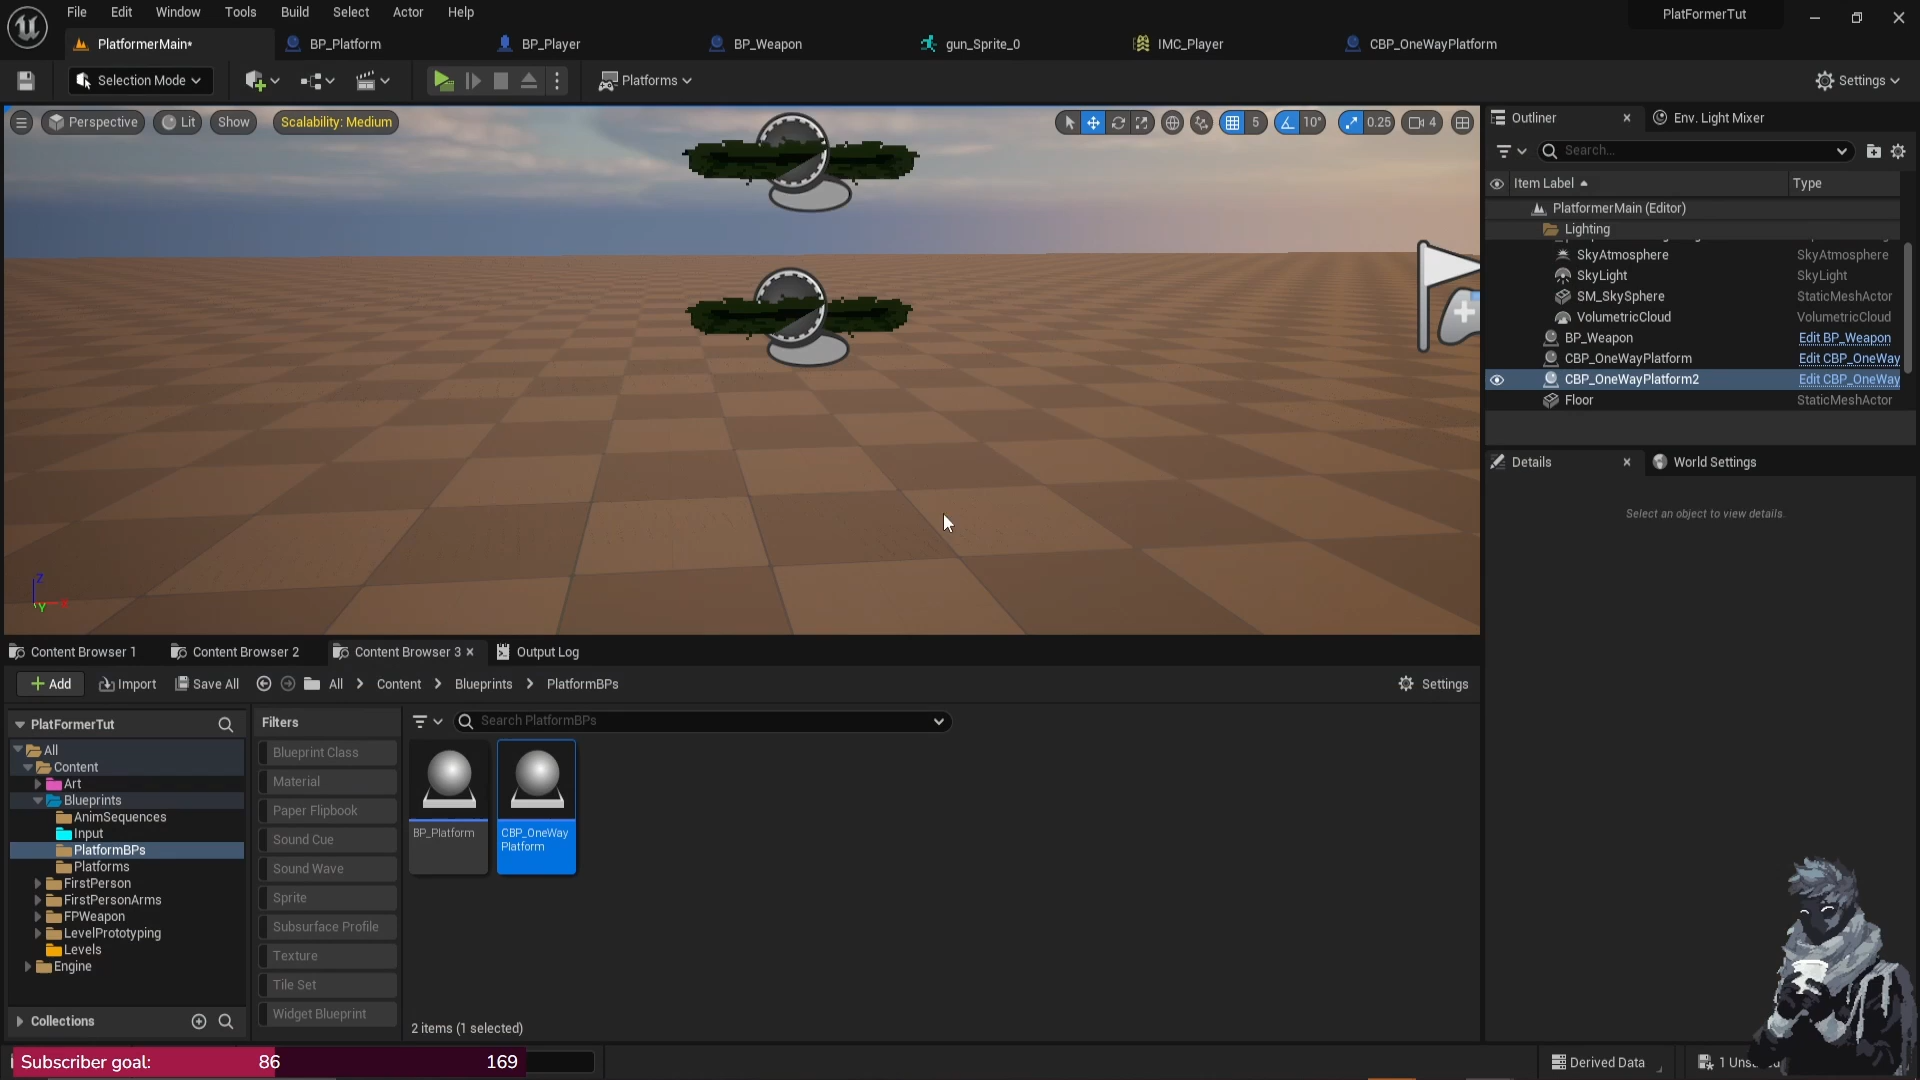 File Edit Window Tools Build Select Actor Help
PlatFormerTut
PlatformerMain* BP_Platform BP_Player BP_Weapon gun_Sprite_0 IMC_Player CBP_OneWayPlatform
Selection Mode Platforms Settings
Perspective Lit Show Scalability: Medium 5 10° 0.25 4
Outliner Env. Light Mixer
Search...
Item Label Type
PlatformerMain (Editor)
Lighting
SkyAtmosphere SkyAtmosphere
SkyLight SkyLight
SM_SkySphere StaticMeshActor
VolumetricCloud VolumetricCloud
BP_Weapon Edit BP_Weapon
CBP_OneWayPlatform Edit CBP_OneWay
CBP_OneWayPlatform2 Edit CBP_OneWay
Floor StaticMeshActor
Details World Settings
Select an object to view details.
Z
Y
Content Browser 1 Content Browser 2 Content Browser 3 Output Log
Add Import Save All All Content Blueprints PlatformBPs Settings
PlatFormerTut
All
Content
Art
Blueprints
AnimSequences
Input
PlatformBPs
Platforms
FirstPerson
FirstPersonArms
FPWeapon
LevelPrototyping
Levels
Engine
Collections
Filters
Blueprint Class
Material
Paper Flipbook
Sound Cue
Sound Wave
Sprite
Subsurface Profile
Texture
Tile Set
Widget Blueprint
Search PlatformBPs
BP_Platform
CBP_OneWay
Platform
2 items (1 selected)
Subscriber goal: 86 169
Derived Data 1